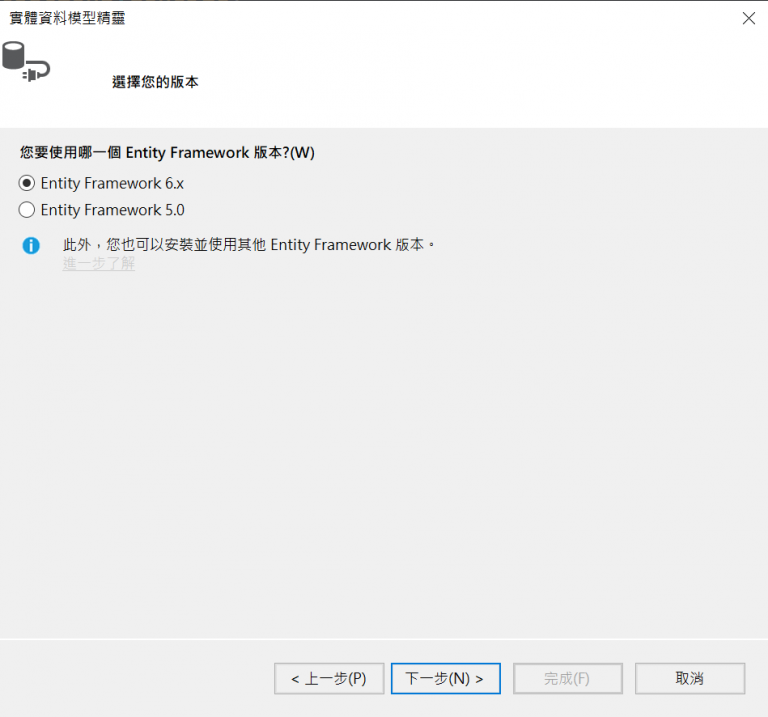 實體資料模型精靈
選擇您的版本
您要使用哪一個 Entity Framework 版本?(W)
Entity Framework 6.x
Entity Framework 5.0
此外，您也可以安裝並使用其他 Entity Framework 版本。
進一步了解
< 上一步(P)
下一步(N) >
完成(F)
取消